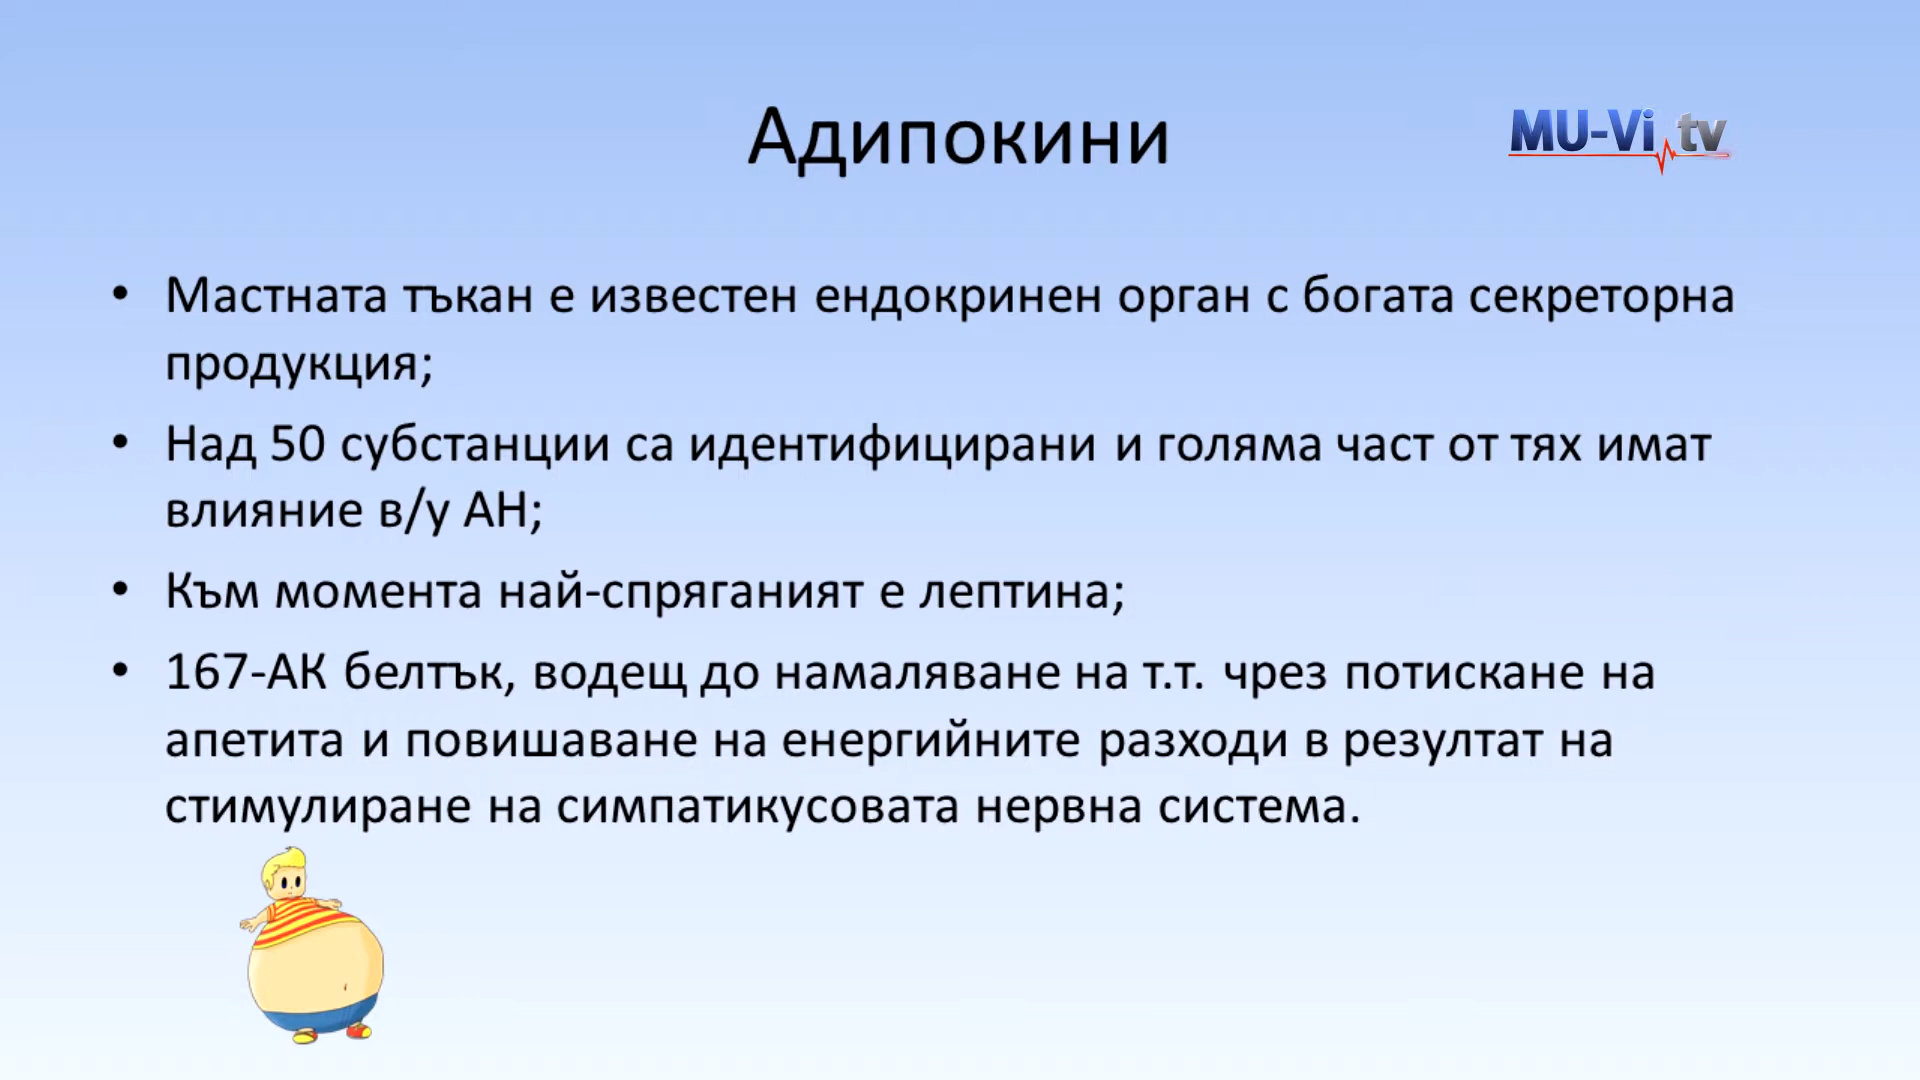 Адипокини
MU-Vi.tv
• Мастната тъкан е известен ендокринен орган с богата секреторна
продукция;
• Над 50 субстанции са идентифицирани и голяма част от тях имат
влияние в/у АН;
• Към момента най-спряганият е лептина;
• 167-АК белтък, водещ до намаляване на т.т. чрез потискане на
апетита и повишаване на енергийните разходи в резултат на
стимулиране на симпатикусовата нервна система.